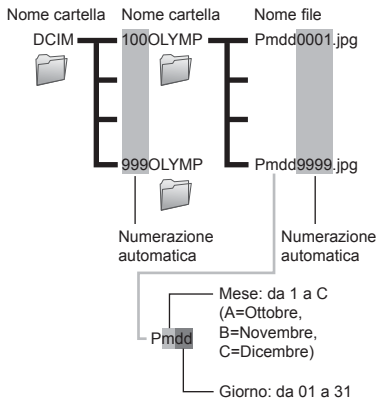 Nome cartella Nome cartella Nome file
DCIM 100OLYMP Pmdd0001.jpg
999OLYMP Pmdd9999.jpg
Numerazione automatica
Numerazione automatica
Mese: da 1 a C
(A=Ottobre,
B=Novembre,
C=Dicembre)
Pmdd
Giorno: da 01 a 31